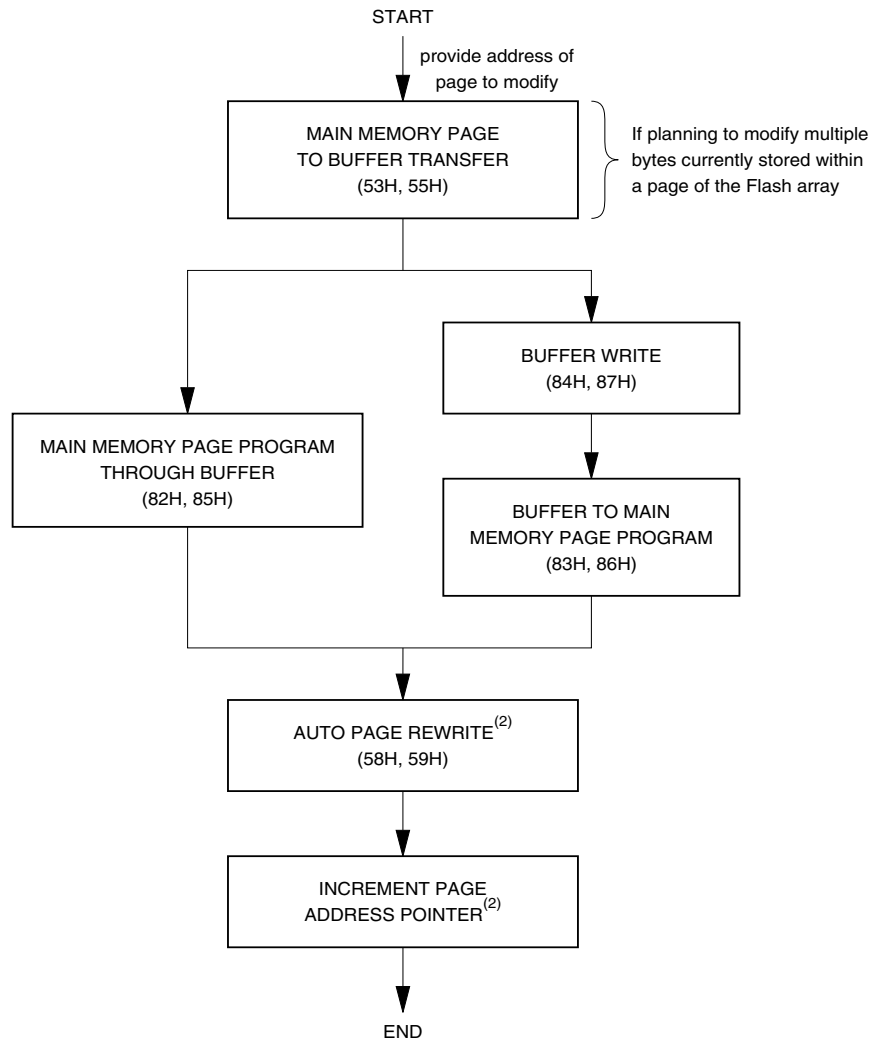 START
provide address of
page to modify
MAIN MEMORY PAGE
TO BUFFER TRANSFER
(53H, 55H)
If planning to modify multiple
bytes currently stored within
a page of the Flash array
BUFFER WRITE
(84H, 87H)
MAIN MEMORY PAGE PROGRAM
THROUGH BUFFER
(82H, 85H)
BUFFER TO MAIN
MEMORY PAGE PROGRAM
(83H, 86H)
AUTO PAGE REWRITE(2)
(58H, 59H)
INCREMENT PAGE
ADDRESS POINTER(2)
END